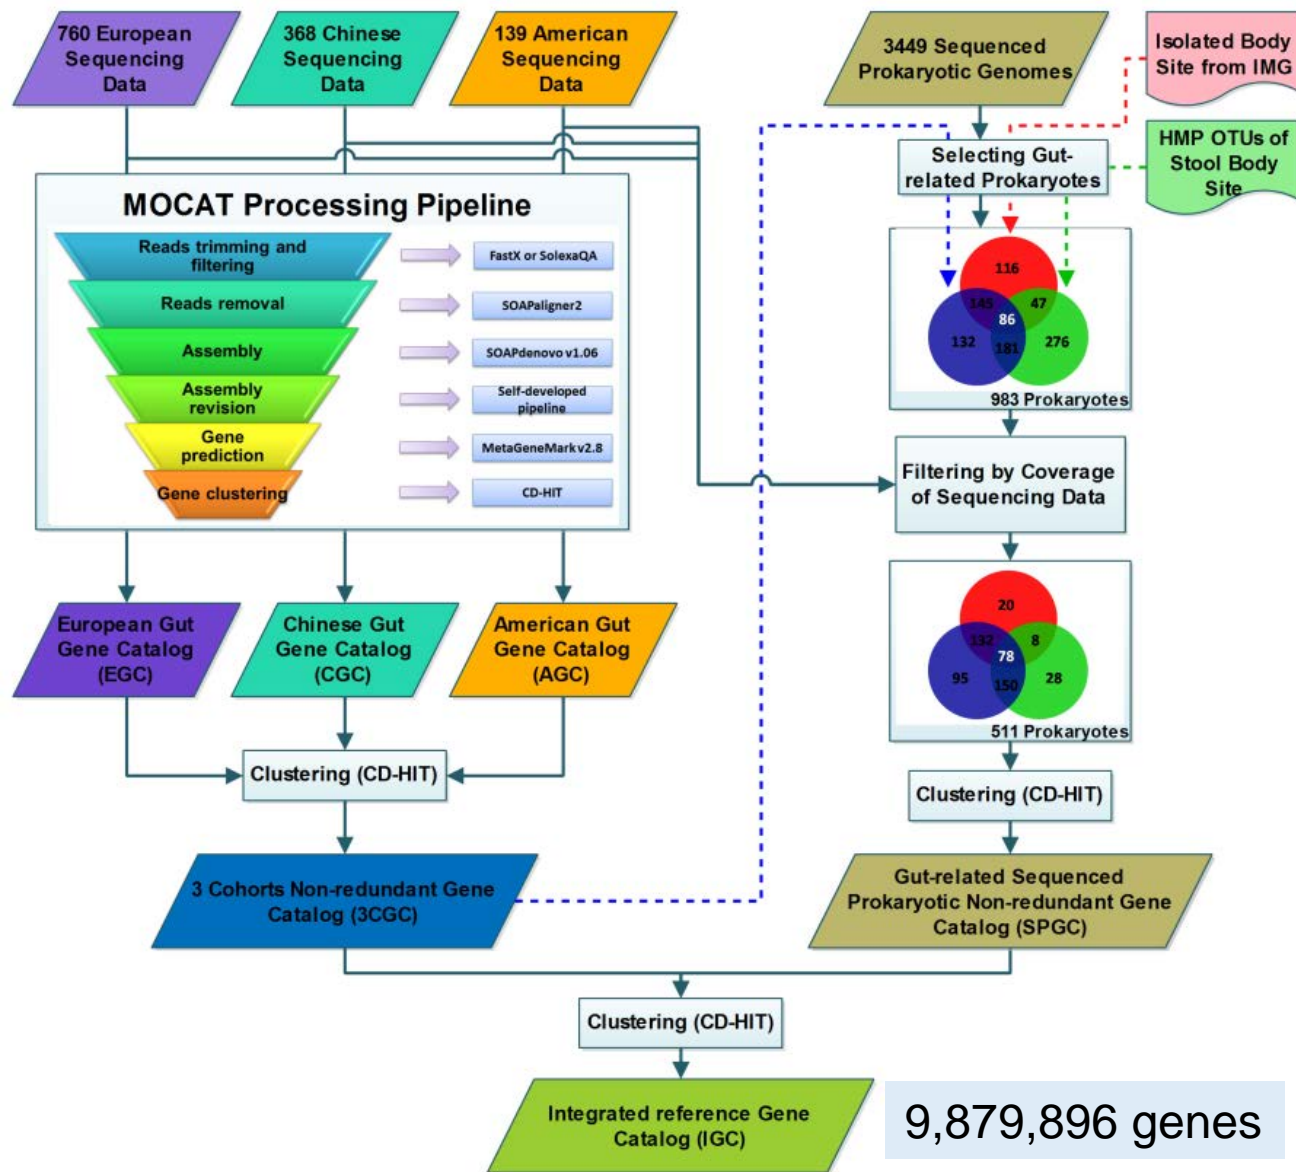 760 European
Sequencing
Data
368 Chinese
Sequencing
Data
139 American
Sequencing
Data
3449 Sequenced
Prokaryotic Genomes
Isolated Body
Site from IMG
HMP OTUs of
Stool Body
Site
Selecting Gut-
related Prokaryotes
MOCAT Processing Pipeline
Reads trimming and
filtering
FastX or SolexaQA
Reads removal
SOAPaligner2
Assembly
SOAPdenovo v1.06
Assembly
revision
Self-developed
pipeline
Gene
prediction
MetaGeneMark v2.8
Gene clustering
CD-HIT
116
145
47
86
132
181
276
983 Prokaryotes
Filtering by Coverage
of Sequencing Data
20
132
8
78
95
150
28
511 Prokaryotes
European Gut
Gene Catalog
(EGC)
Chinese Gut
Gene Catalog
(CGC)
American Gut
Gene Catalog
(AGC)
Clustering (CD-HIT)
Clustering (CD-HIT)
3 Cohorts Non-redundant Gene
Catalog (3CGC)
Gut-related Sequenced
Prokaryotic Non-redundant Gene
Catalog (SPGC)
Clustering (CD-HIT)
Integrated reference Gene
Catalog (IGC)
9,879,896 genes